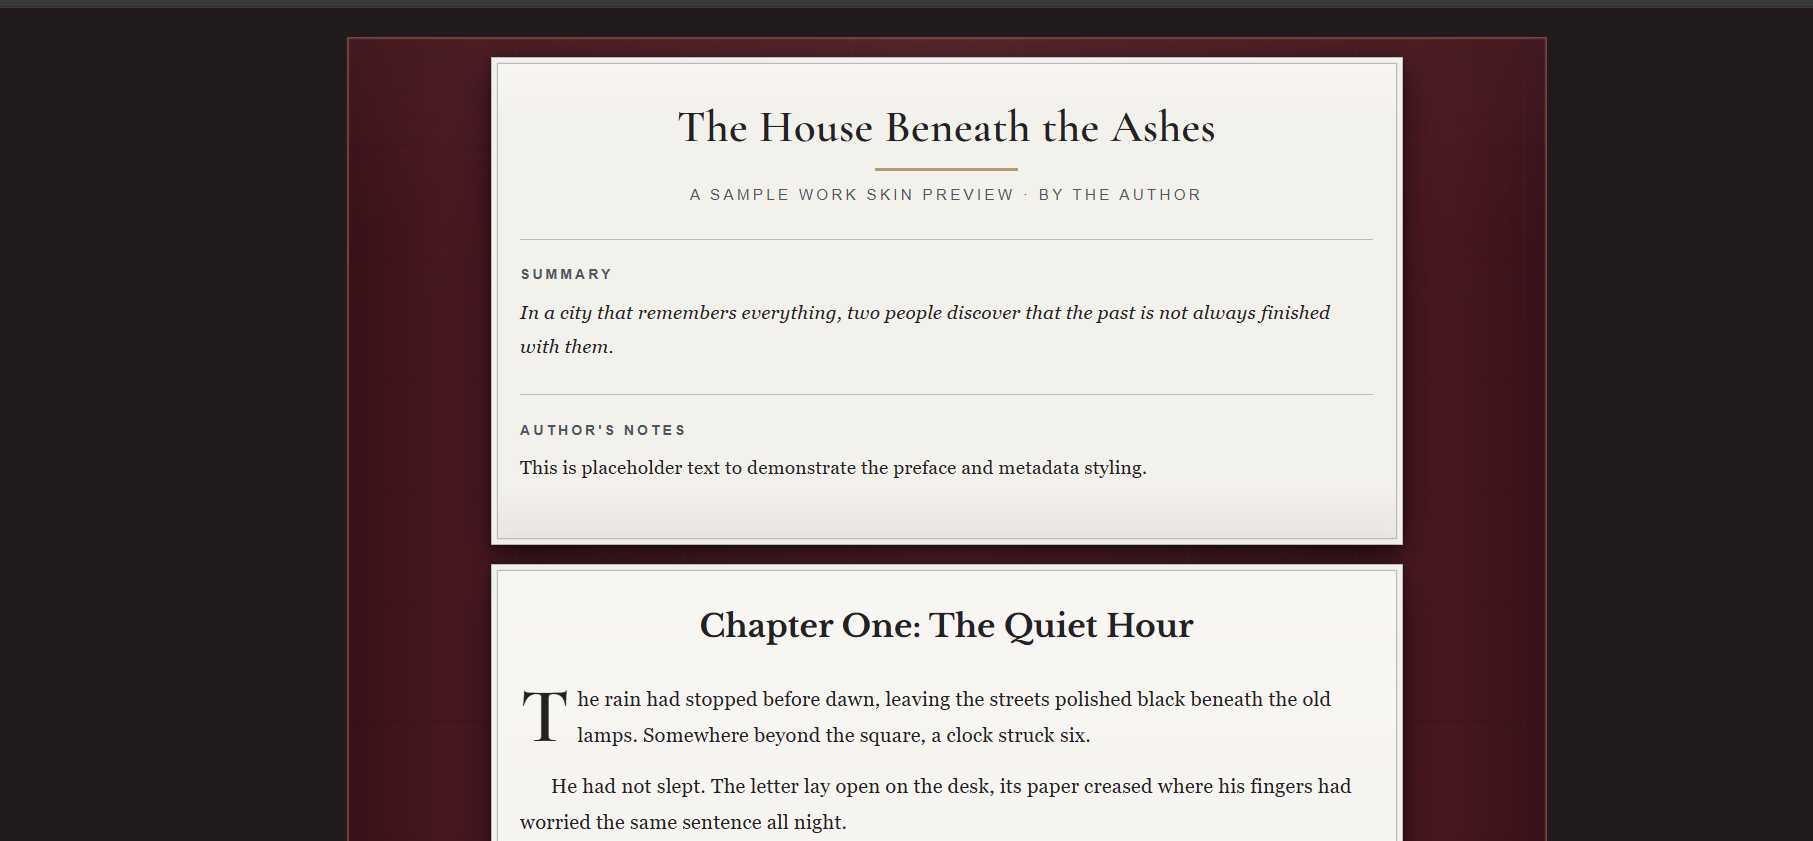 The House Beneath the Ashes
A SAMPLE WORK SKIN PREVIEW · BY THE AUTHOR
SUMMARY
In a city that remembers everything, two people discover that the past is not always finished
with them.
AUTHOR'S NOTES
This is placeholder text to demonstrate the preface and metadata styling.
Chapter One: The Quiet Hour
The rain had stopped before dawn, leaving the streets polished black beneath the old
lamps. Somewhere beyond the square, a clock struck six.
He had not slept. The letter lay open on the desk, its paper creased where his fingers had
worried the same sentence all night.